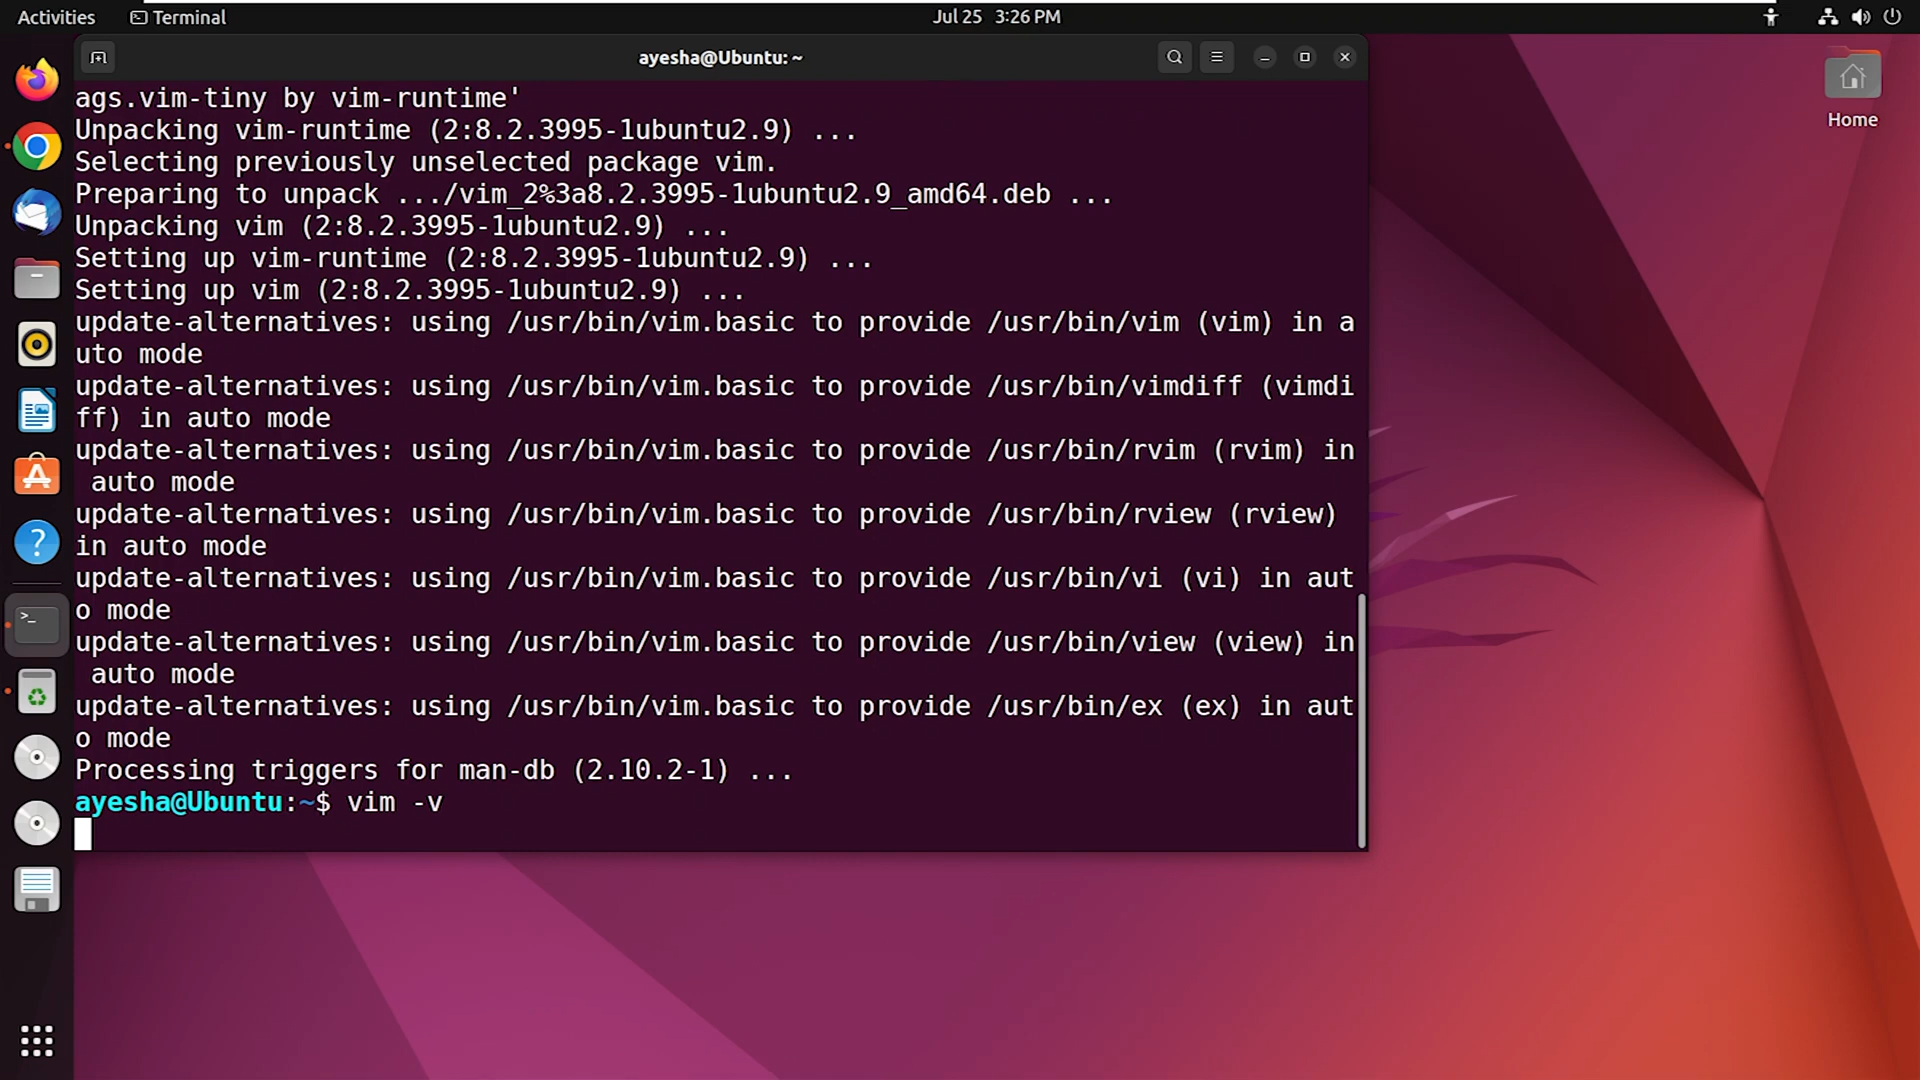 Activities Terminal Jul 25 3:26 PM
ayesha@Ubuntu: ~
ags.vim-tiny by vim-runtime'
Unpacking vim-runtime (2:8.2.3995-1ubuntu2.9) ...
Selecting previously unselected package vim.
Preparing to unpack .../vim_2%3a8.2.3995-1ubuntu2.9_amd64.deb ...
Unpacking vim (2:8.2.3995-1ubuntu2.9) ...
Setting up vim-runtime (2:8.2.3995-1ubuntu2.9) ...
Setting up vim (2:8.2.3995-1ubuntu2.9) ...
update-alternatives: using /usr/bin/vim.basic to provide /usr/bin/vim (vim) in a
uto mode
update-alternatives: using /usr/bin/vim.basic to provide /usr/bin/vimdiff (vimdi
ff) in auto mode
update-alternatives: using /usr/bin/vim.basic to provide /usr/bin/rvim (rvim) in
 auto mode
update-alternatives: using /usr/bin/vim.basic to provide /usr/bin/rview (rview)
in auto mode
update-alternatives: using /usr/bin/vim.basic to provide /usr/bin/vi (vi) in aut
o mode
update-alternatives: using /usr/bin/vim.basic to provide /usr/bin/view (view) in
 auto mode
update-alternatives: using /usr/bin/vim.basic to provide /usr/bin/ex (ex) in aut
o mode
Processing triggers for man-db (2.10.2-1) ...
ayesha@Ubuntu:~$ vim -v
Home